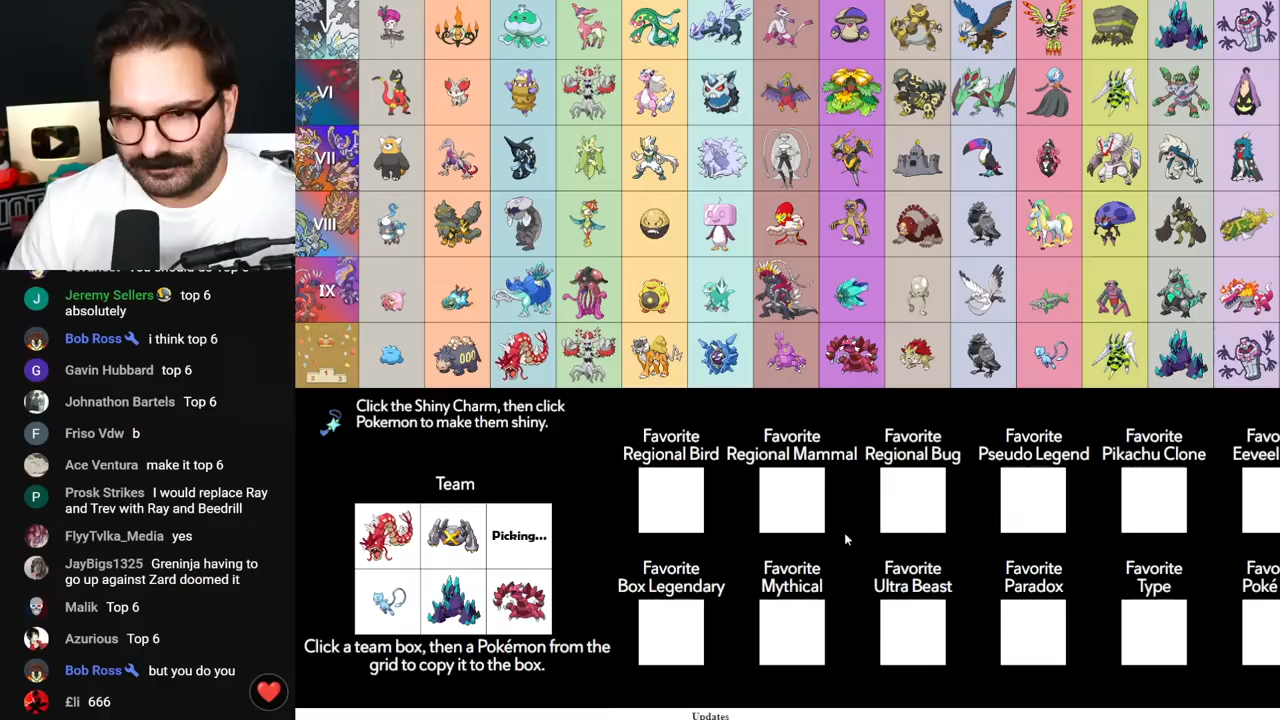 V
VI
VII
VIII
IX
Jeremy Sellers top 6
absolutely
Bob Ross i think top 6
Gavin Hubbard top 6
Johnathon Bartels Top 6
Friso Vdw b
Ace Ventura make it top 6
Prosk Strikes I would replace Ray
and Trev with Ray and Beedrill
FlyyTvlka_Media yes
JayBigs1325 Greninja having to
go up against Zard doomed it
Malik Top 6
Azurious Top 6
Bob Ross but you do you
£li 666
Click the Shiny Charm, then click
Pokemon to make them shiny.
Team
Picking...
Click a team box, then a Pokémon from the
grid to copy it to the box.
Favorite
Regional Bird
Favorite
Regional Mammal
Favorite
Regional Bug
Favorite
Pseudo Legend
Favorite
Pikachu Clone
Favo
Eeveel
Favorite
Box Legendary
Favorite
Mythical
Favorite
Ultra Beast
Favorite
Paradox
Favorite
Type
Favo
Poké
Updates